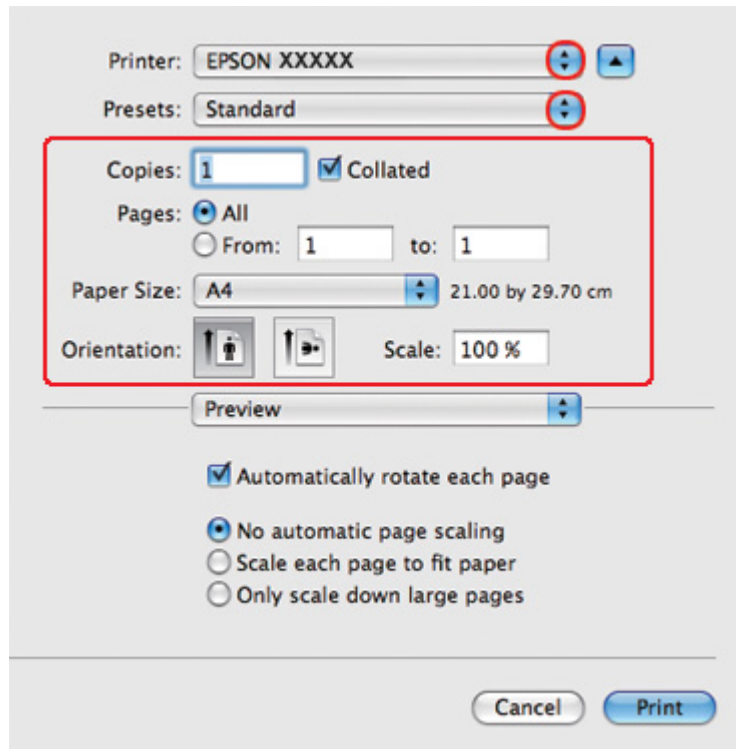 Printer: EPSON XXXXX
Presets: Standard
Copies: 1 Collated
Pages: All
From: 1 to: 1
Paper Size: A4 21.00 by 29.70 cm
Orientation: Scale: 100 %
Preview
Automatically rotate each page
No automatic page scaling
Scale each page to fit paper
Only scale down large pages
Cancel Print